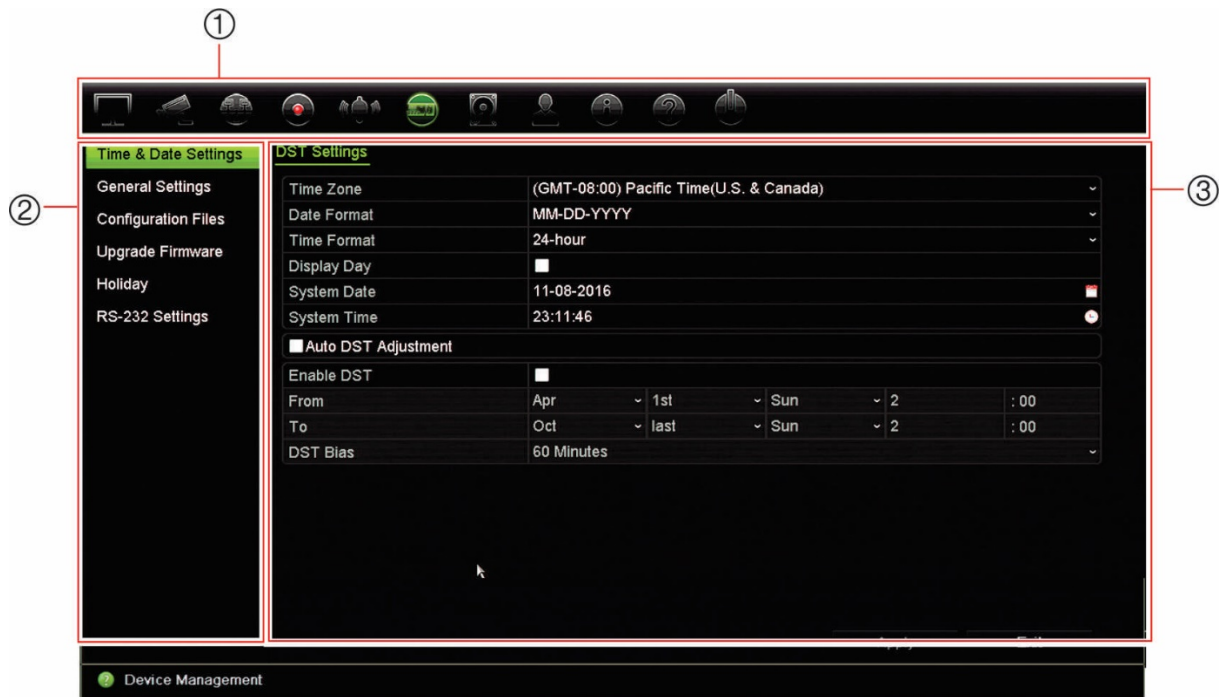 ①
②
③
Time & Date Settings
General Settings
Configuration Files
Upgrade Firmware
Holiday
RS-232 Settings
DST Settings
Time Zone (GMT-08:00) Pacific Time(U.S. & Canada)
Date Format MM-DD-YYYY
Time Format 24-hour
Display Day
System Date 11-08-2016
System Time 23:11:46
Auto DST Adjustment
Enable DST
From Apr 1st Sun 2 : 00
To Oct last Sun 2 : 00
DST Bias 60 Minutes
Device Management